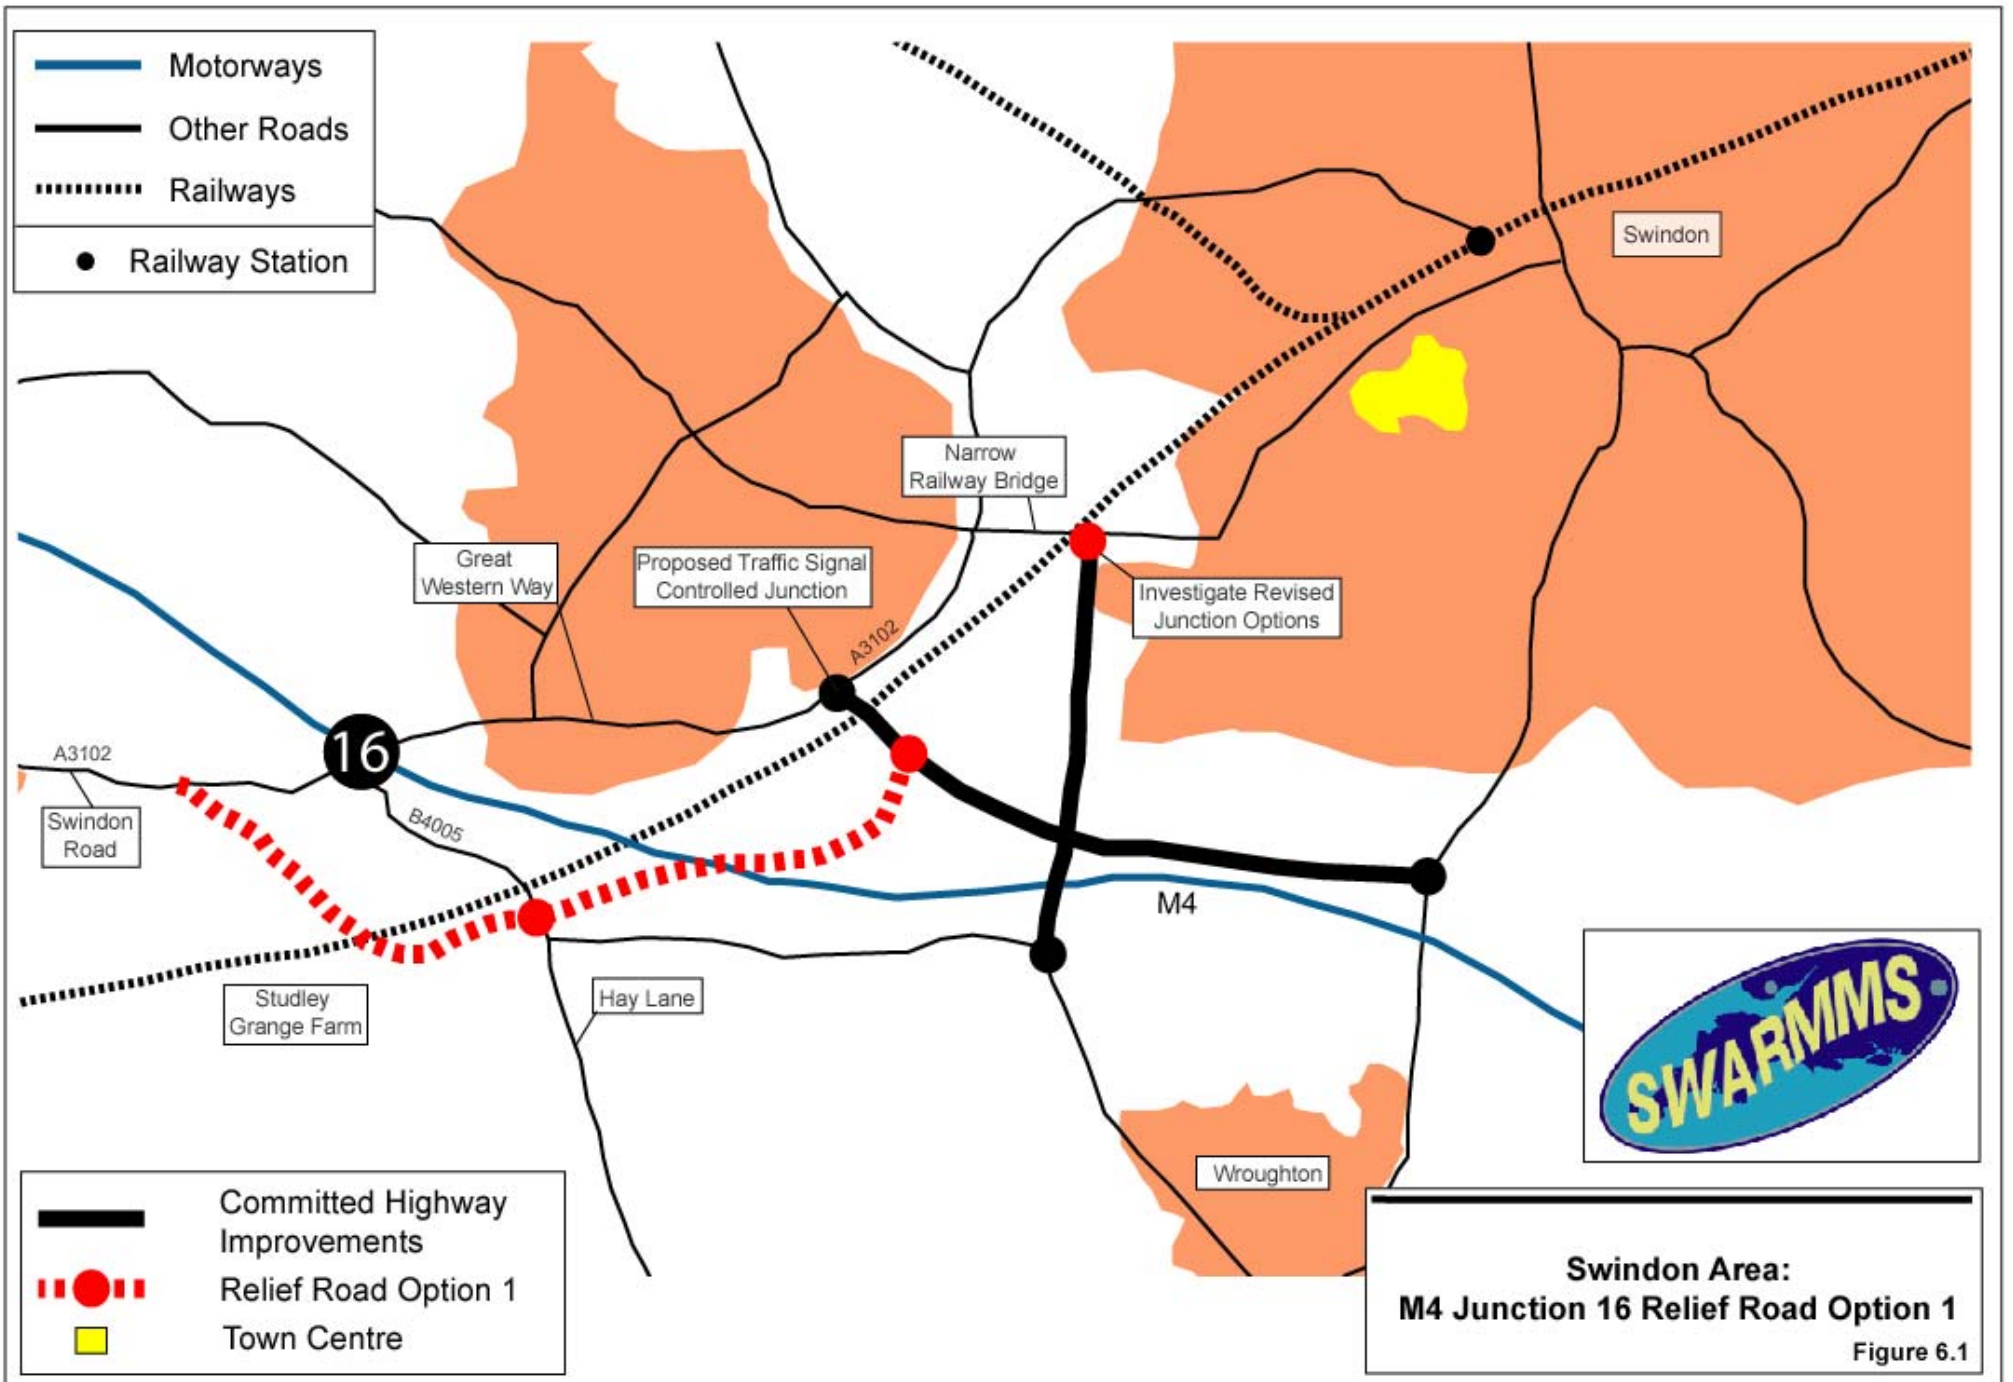 Motorways
Other Roads
Railways
Railway Station
Swindon
Narrow
Railway Bridge
Great
Western Way
Proposed Traffic Signal
Controlled Junction
Investigate Revised
Junction Options
A3102
16
A3102
Swindon
Road
B4005
M4
Studley
Grange Farm
Hay Lane
SWARMMS
Wroughton
Committed Highway
Improvements
Relief Road Option 1
Town Centre
Swindon Area:
M4 Junction 16 Relief Road Option 1
Figure 6.1